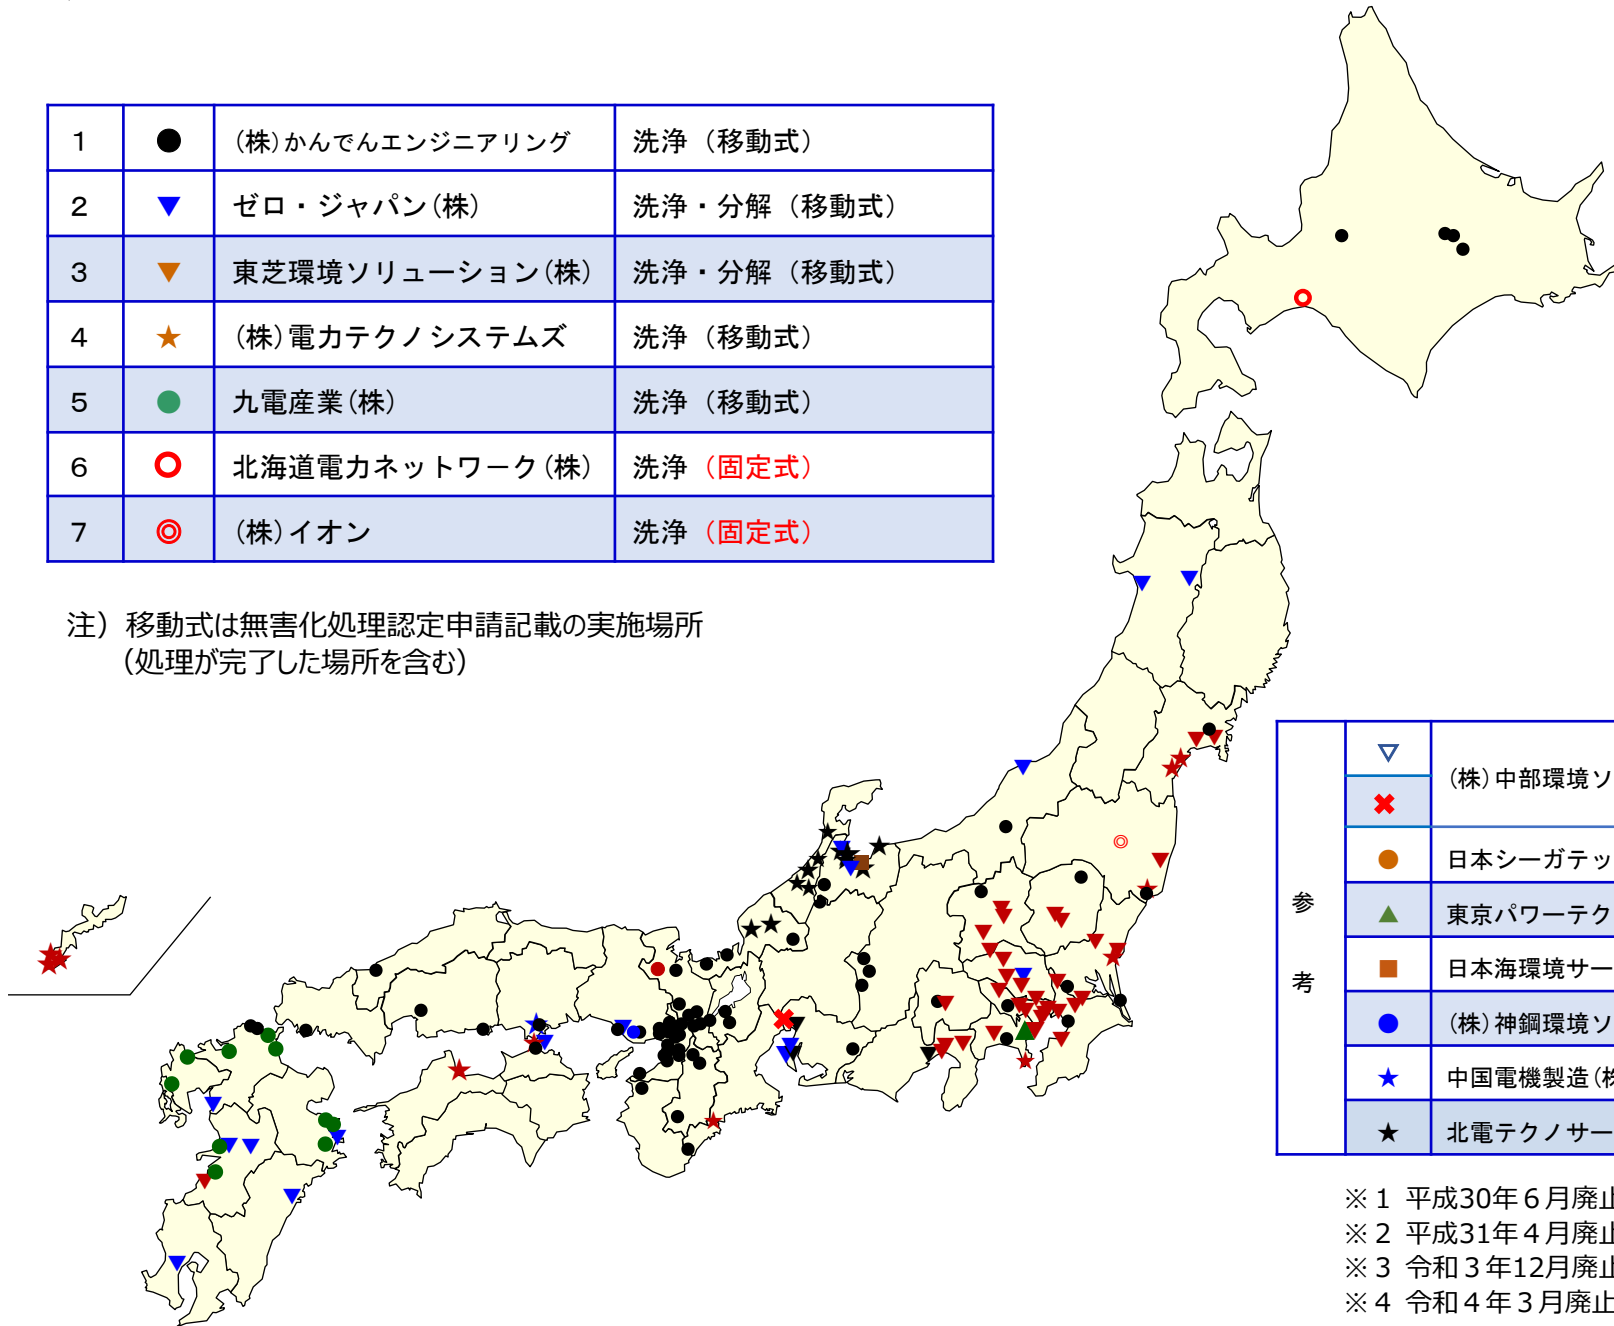 1 (株)かんでんエンジニアリング 洗浄（移動式）
2 ゼロ・ジャパン(株) 洗浄・分解（移動式）
3 東芝環境ソリューション(株) 洗浄・分解（移動式）
4 (株)電力テクノシステムズ 洗浄（移動式）
5 九電産業(株) 洗浄（移動式）
6 北海道電力ネットワーク(株) 洗浄（固定式）
7 (株)イオン 洗浄（固定式）
注）移動式は無害化処理認定申請記載の実施場所
（処理が完了した場所を含む）
参考
(株)中部環境ソ
日本シーガテッ
東京パワーテク
日本海環境サー
(株)神鋼環境ソ
中国電機製造(株
北電テクノサー
※１ 平成30年６月廃止
※２ 平成31年４月廃止
※３ 令和３年12月廃止
※４ 令和４年３月廃止